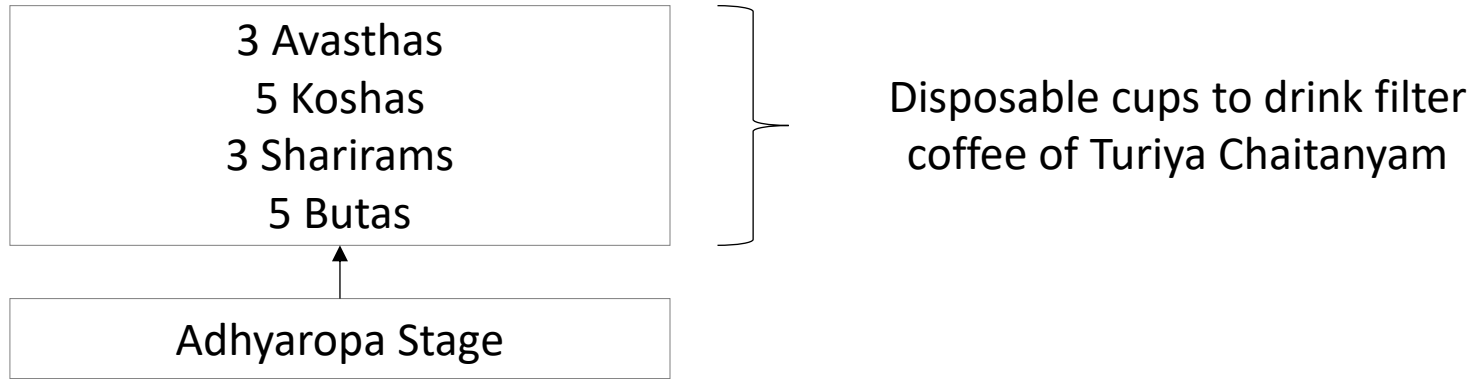 3 Avasthas
5 Koshas
3 Sharirams
5 Butas
Disposable cups to drink filter
coffee of Turiya Chaitanyam
Adhyaropa Stage